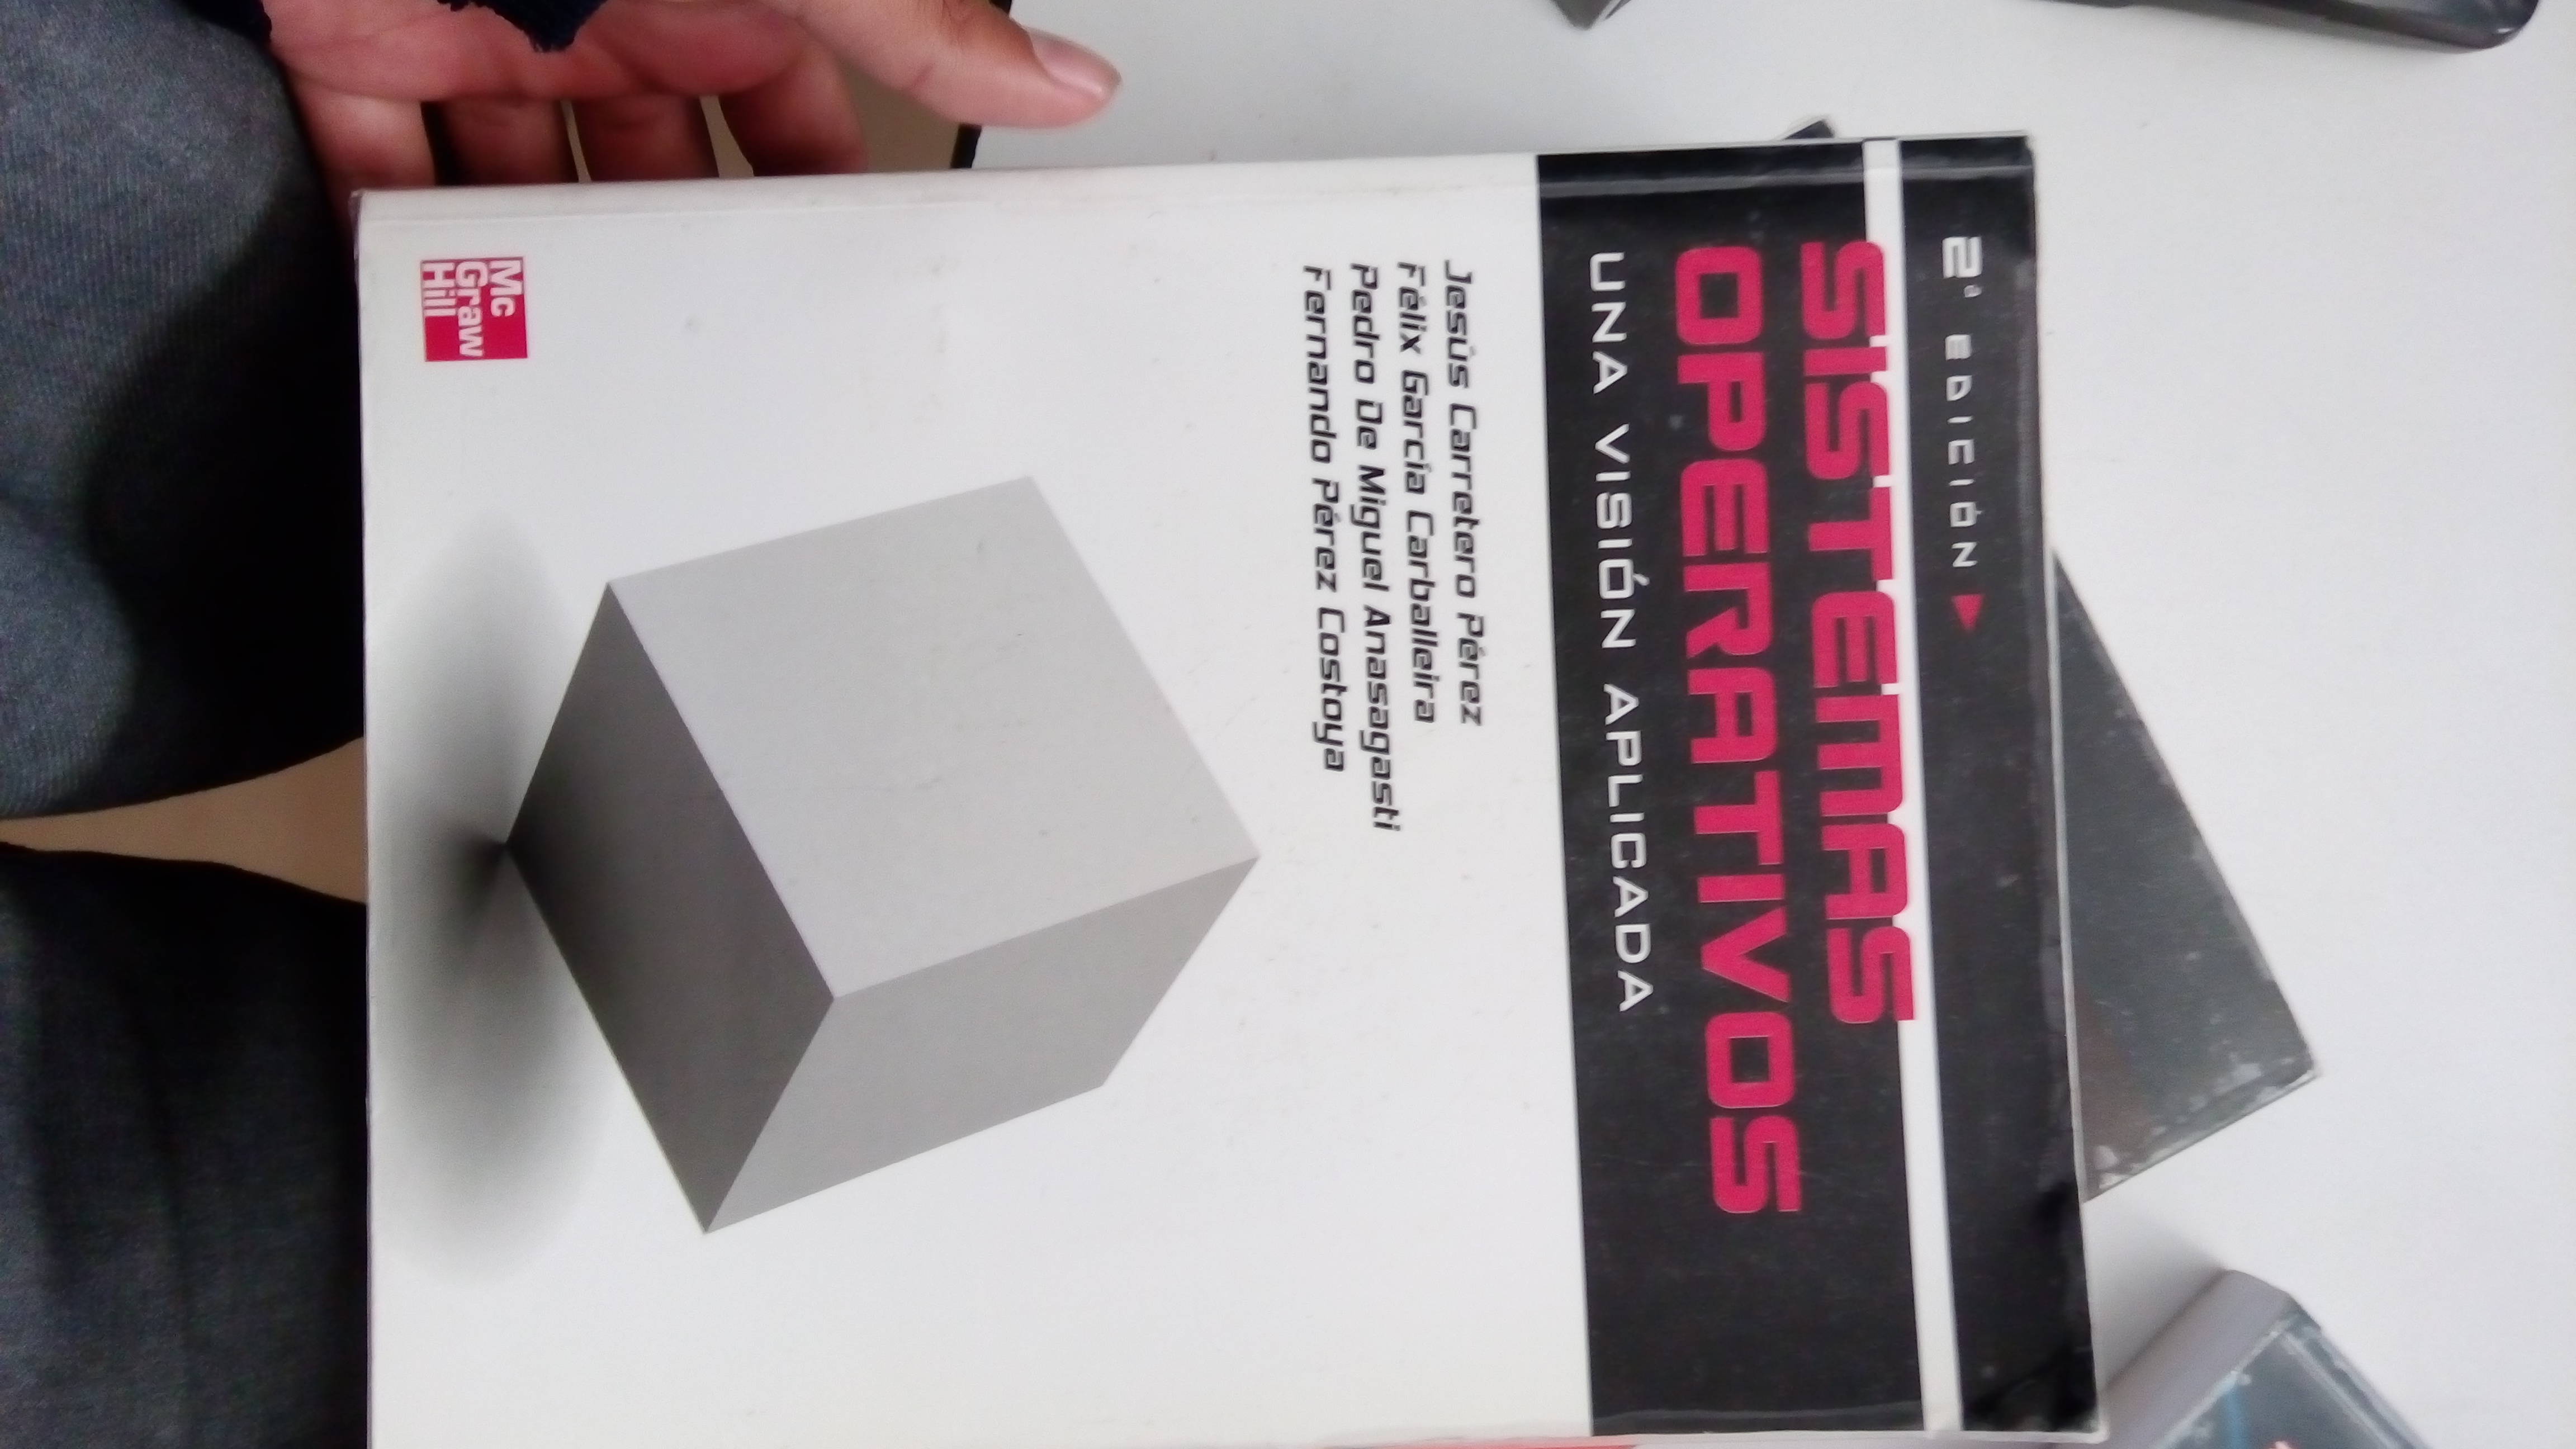 2ª EDICIÓN
SISTEMAS
OPERATIVOS
UNA VISIÓN APLICADA
Jesús Carretero Pérez
Félix García Carballeira
Pedro De Miguel Anasagasti
Fernando Pérez Costoya
Mc
Graw
Hill